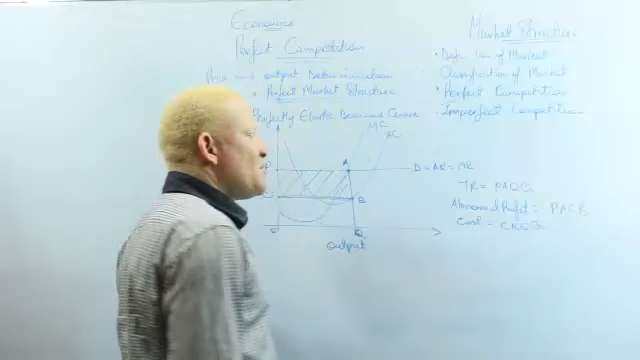 Economics
Perfect Competition
Price and output Determination
Perfect Market Structure
Perfectly Elastic Demand Curve
MC
AC
P
A
D = AR = MR
C
B
O
Q
output
Market Structure
Definition of Market
Classification of Market
Perfect Competition
Imperfect Competition
TR = PAOQ
Abnormal Profit = PACB
Cost =